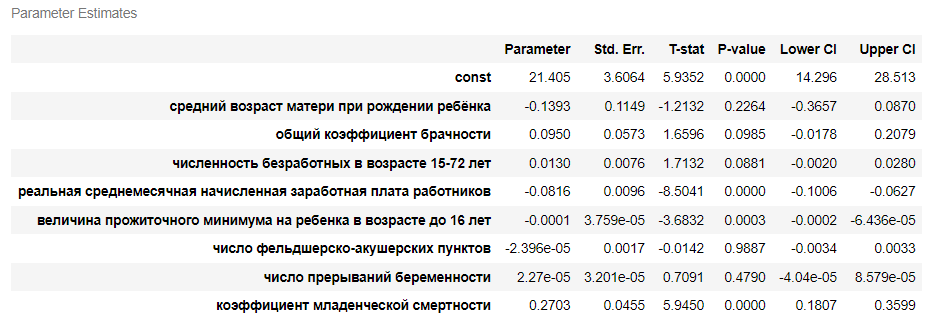 Parameter Estimates
Parameter Std. Err. T-stat P-value Lower CI Upper CI
const 21.405 3.6064 5.9352 0.0000 14.296 28.513
средний возраст матери при рождении ребёнка -0.1393 0.1149 -1.2132 0.2264 -0.3657 0.0870
общий коэффициент брачности 0.0950 0.0573 1.6596 0.0985 -0.0178 0.2079
численность безработных в возрасте 15-72 лет 0.0130 0.0076 1.7132 0.0881 -0.0020 0.0280
реальная среднемесячная начисленная заработная плата работников -0.0816 0.0096 -8.5041 0.0000 -0.1006 -0.0627
величина прожиточного минимума на ребенка в возрасте до 16 лет -0.0001 3.759e-05 -3.6832 0.0003 -0.0002 -6.436e-05
число фельдшерско-акушерских пунктов -2.396e-05 0.0017 -0.0142 0.9887 -0.0034 0.0033
число прерываний беременности 2.27e-05 3.201e-05 0.7091 0.4790 -4.04e-05 8.579e-05
коэффициент младенческой смертности 0.2703 0.0455 5.9450 0.0000 0.1807 0.3599